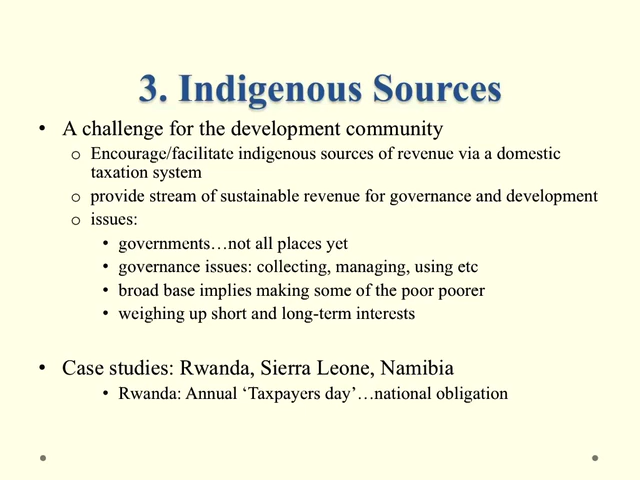 3. Indigenous Sources
• A challenge for the development community
o Encourage/facilitate indigenous sources of revenue via a domestic
taxation system
o provide stream of sustainable revenue for governance and development
o issues:
• governments…not all places yet
• governance issues: collecting, managing, using etc
• broad base implies making some of the poor poorer
• weighing up short and long-term interests
• Case studies: Rwanda, Sierra Leone, Namibia
• Rwanda: Annual ‘Taxpayers day’…national obligation